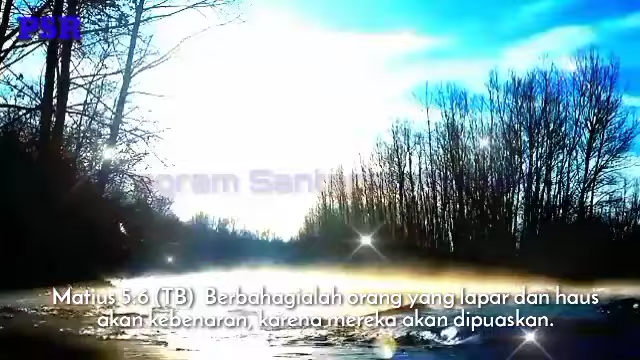 PSR
Matius 5:6 (TB) Berbahagialah orang yang lapar dan haus
akan kebenaran, karena mereka akan dipuaskan.